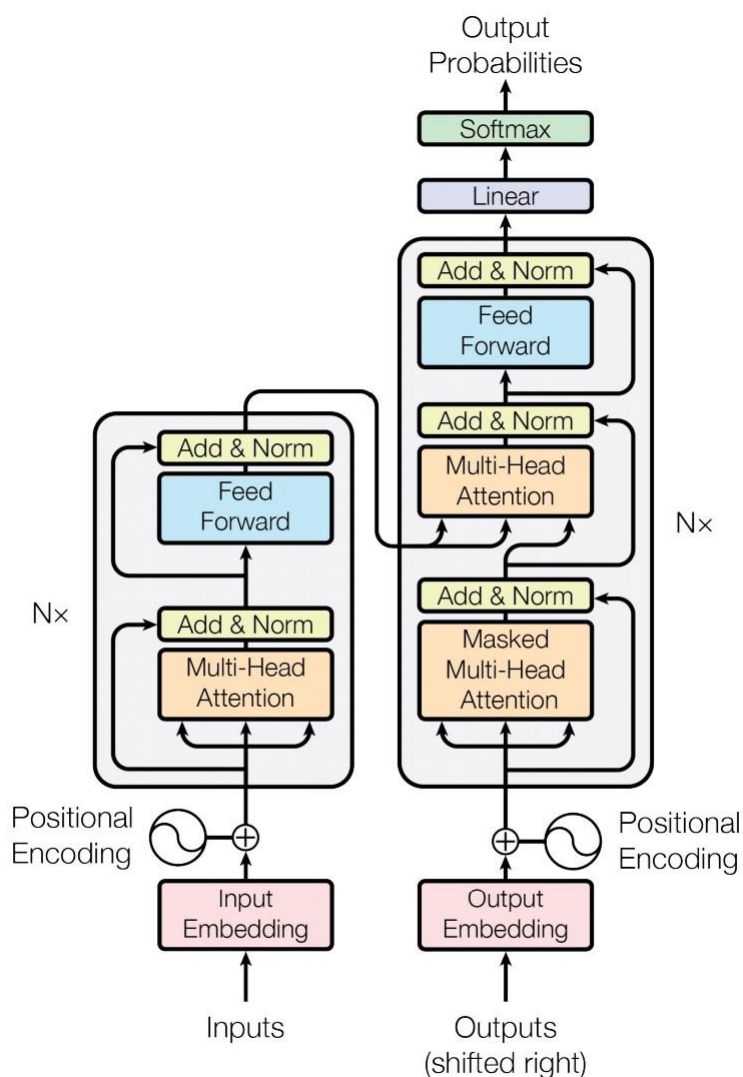 Output
Probabilities
Softmax
Linear
Add & Norm
Feed
Forward
Add & Norm
Multi-Head
Attention
Add & Norm
Masked
Multi-Head
Attention
Nx
Add & Norm
Feed
Forward
Add & Norm
Multi-Head
Attention
Nx
Positional
Encoding
Positional
Encoding
Input
Embedding
Output
Embedding
Inputs
Outputs
(shifted right)